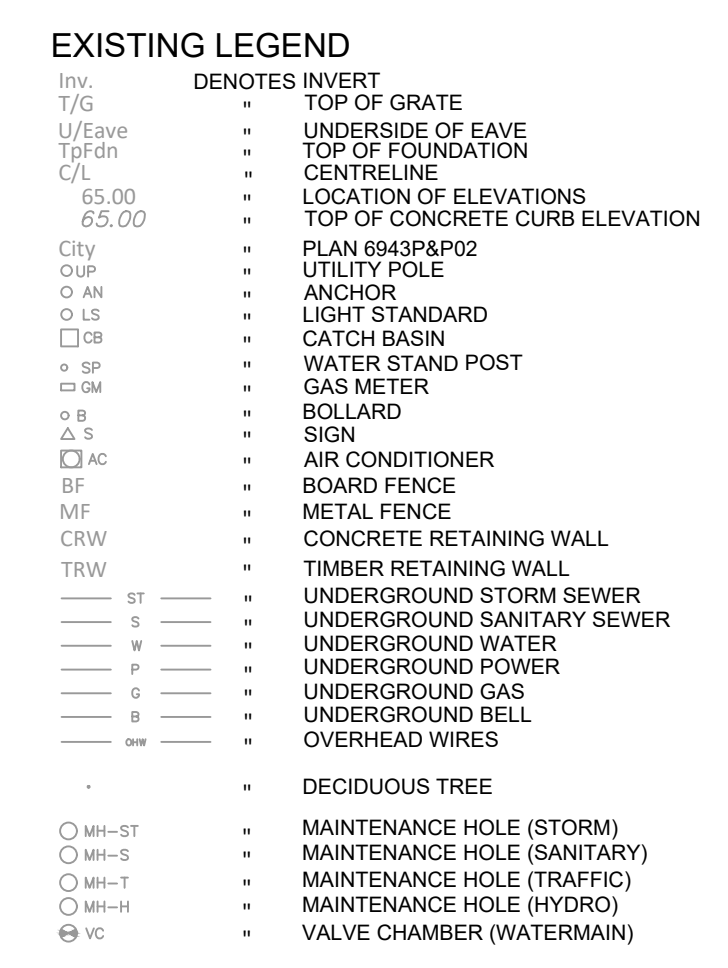 EXISTING LEGEND
Inv. DENOTES INVERT
T/G " TOP OF GRATE
U/Eave " UNDERSIDE OF EAVE
TpFdn " TOP OF FOUNDATION
C/L " CENTRELINE
65.00 " LOCATION OF ELEVATIONS
65.00 " TOP OF CONCRETE CURB ELEVATION
City " PLAN 6943P&P02
UP " UTILITY POLE
AN " ANCHOR
LS " LIGHT STANDARD
CB " CATCH BASIN
SP " WATER STAND POST
GM " GAS METER
B " BOLLARD
S " SIGN
AC " AIR CONDITIONER
BF " BOARD FENCE
MF " METAL FENCE
CRW " CONCRETE RETAINING WALL
TRW " TIMBER RETAINING WALL
ST " UNDERGROUND STORM SEWER
S " UNDERGROUND SANITARY SEWER
W " UNDERGROUND WATER
P " UNDERGROUND POWER
G " UNDERGROUND GAS
B " UNDERGROUND BELL
OHW " OVERHEAD WIRES
" DECIDUOUS TREE
MH-ST " MAINTENANCE HOLE (STORM)
MH-S " MAINTENANCE HOLE (SANITARY)
MH-T " MAINTENANCE HOLE (TRAFFIC)
MH-H " MAINTENANCE HOLE (HYDRO)
VC " VALVE CHAMBER (WATERMAIN)